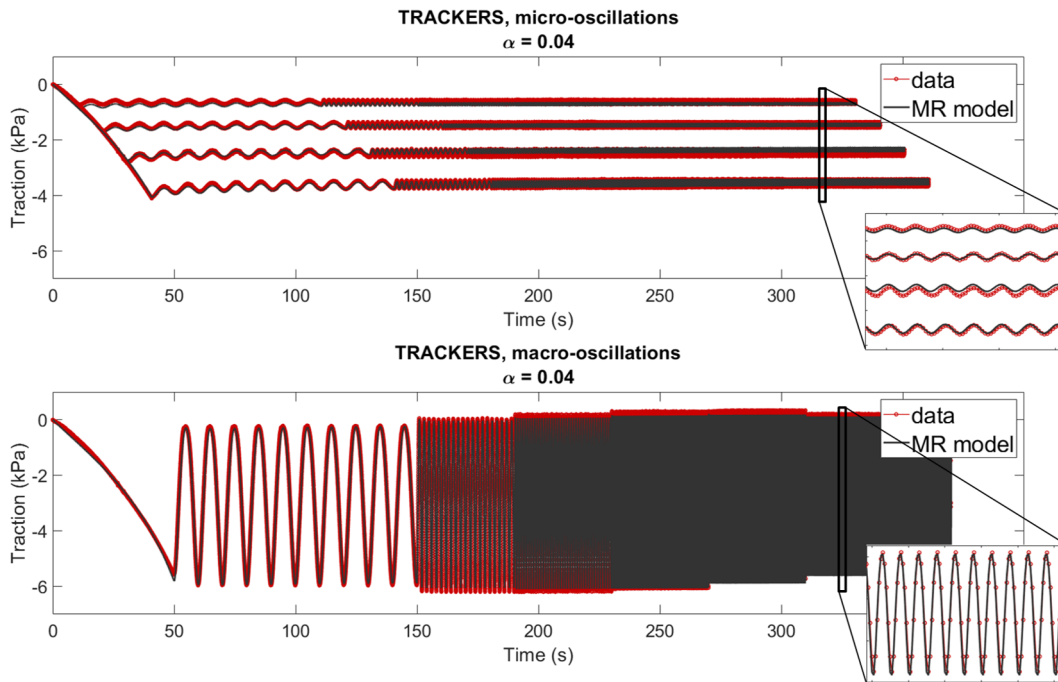 TRACKERS, micro-oscillations
α = 0.04
0
-2
-4
-6
Traction (kPa)
0 50 100 150 200 250 300
Time (s)
data
MR model
TRACKERS, macro-oscillations
α = 0.04
0
-2
-4
-6
Traction (kPa)
0 50 100 150 200 250 300
Time (s)
data
MR model